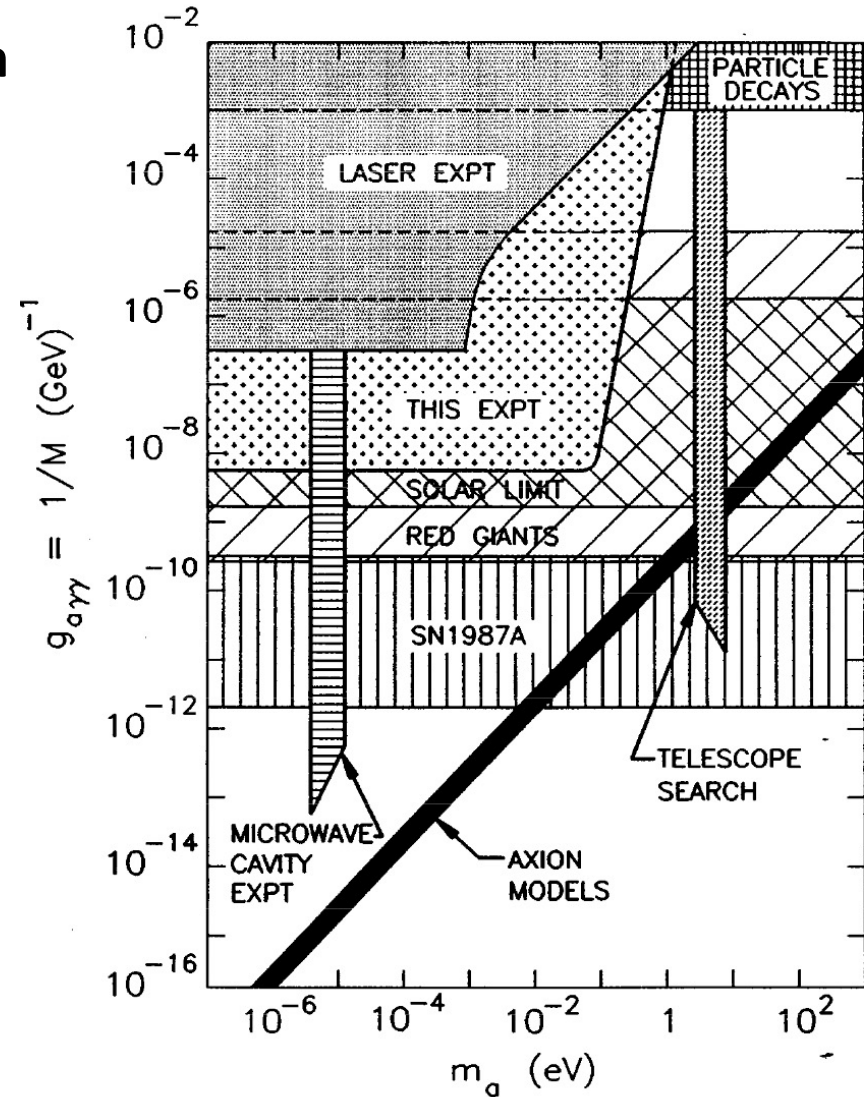 10⁻²
10⁻⁴
10⁻⁶
10⁻⁸
10⁻¹⁰
10⁻¹²
10⁻¹⁴
10⁻¹⁶
g_aγγ = 1/M (GeV)⁻¹
PARTICLE
DECAYS
LASER EXPT
THIS EXPT
SOLAR LIMIT
RED GIANTS
SN1987A
TELESCOPE
SEARCH
MICROWAVE
CAVITY
EXPT
AXION
MODELS
10⁻⁶ 10⁻⁴ 10⁻² 1 10²
m_a (eV)